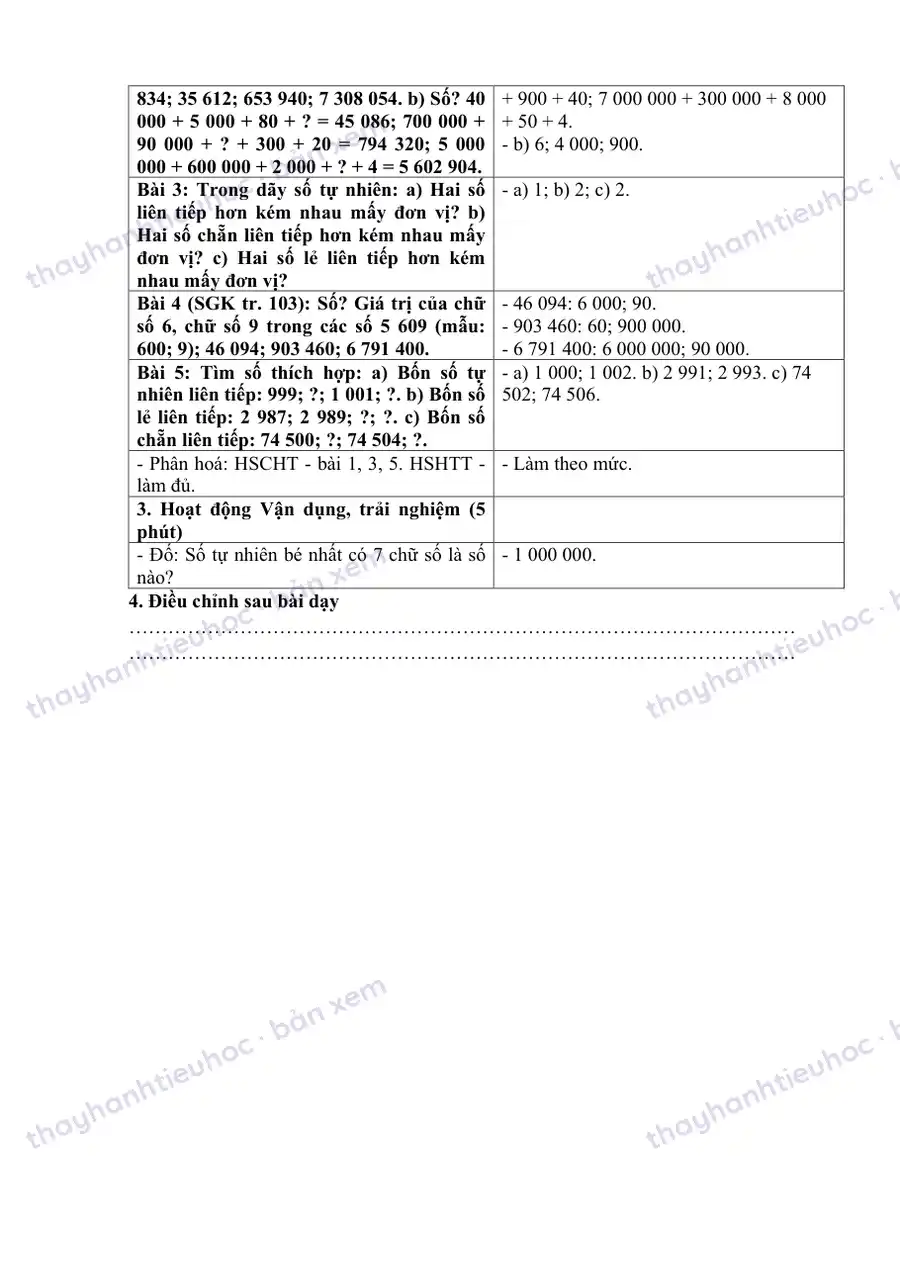 834; 35 612; 653 940; 7 308 054. b) Số? 40
000 + 5 000 + 80 + ? = 45 086; 700 000 +
90 000 + ? + 300 + 20 = 794 320; 5 000
000 + 600 000 + 2 000 + ? + 4 = 5 602 904.
+ 900 + 40; 7 000 000 + 300 000 + 8 000
+ 50 + 4.
- b) 6; 4 000; 900.
Bài 3: Trong dãy số tự nhiên: a) Hai số
liên tiếp hơn kém nhau mấy đơn vị? b)
Hai số chẵn liên tiếp hơn kém nhau mấy
đơn vị? c) Hai số lẻ liên tiếp hơn kém
nhau mấy đơn vị?
- a) 1; b) 2; c) 2.
Bài 4 (SGK tr. 103): Số? Giá trị của chữ
số 6, chữ số 9 trong các số 5 609 (mẫu:
600; 9); 46 094; 903 460; 6 791 400.
- 46 094: 6 000; 90.
- 903 460: 60; 900 000.
- 6 791 400: 6 000 000; 90 000.
Bài 5: Tìm số thích hợp: a) Bốn số tự
nhiên liên tiếp: 999; ?; 1 001; ?. b) Bốn số
lẻ liên tiếp: 2 987; 2 989; ?; ?. c) Bốn số
chẵn liên tiếp: 74 500; ?; 74 504; ?.
- a) 1 000; 1 002. b) 2 991; 2 993. c) 74
502; 74 506.
- Phân hoá: HSCHT - bài 1, 3, 5. HSHTT -
làm đủ.
- Làm theo mức.
3. Hoạt động Vận dụng, trải nghiệm (5
phút)
- Đố: Số tự nhiên bé nhất có 7 chữ số là số
nào?
- 1 000 000.
4. Điều chỉnh sau bài dạy
……………………………………………………………………………………………
……………………………………………………………………………………………
thayhanhtieuhoc · bản xem
thayhanhtieuhoc · b
thayhanhtieuhoc · bản xem
thayhanhtieuhoc · b
thayhanhtieuhoc · bản xem
thayhanhtieuhoc · b